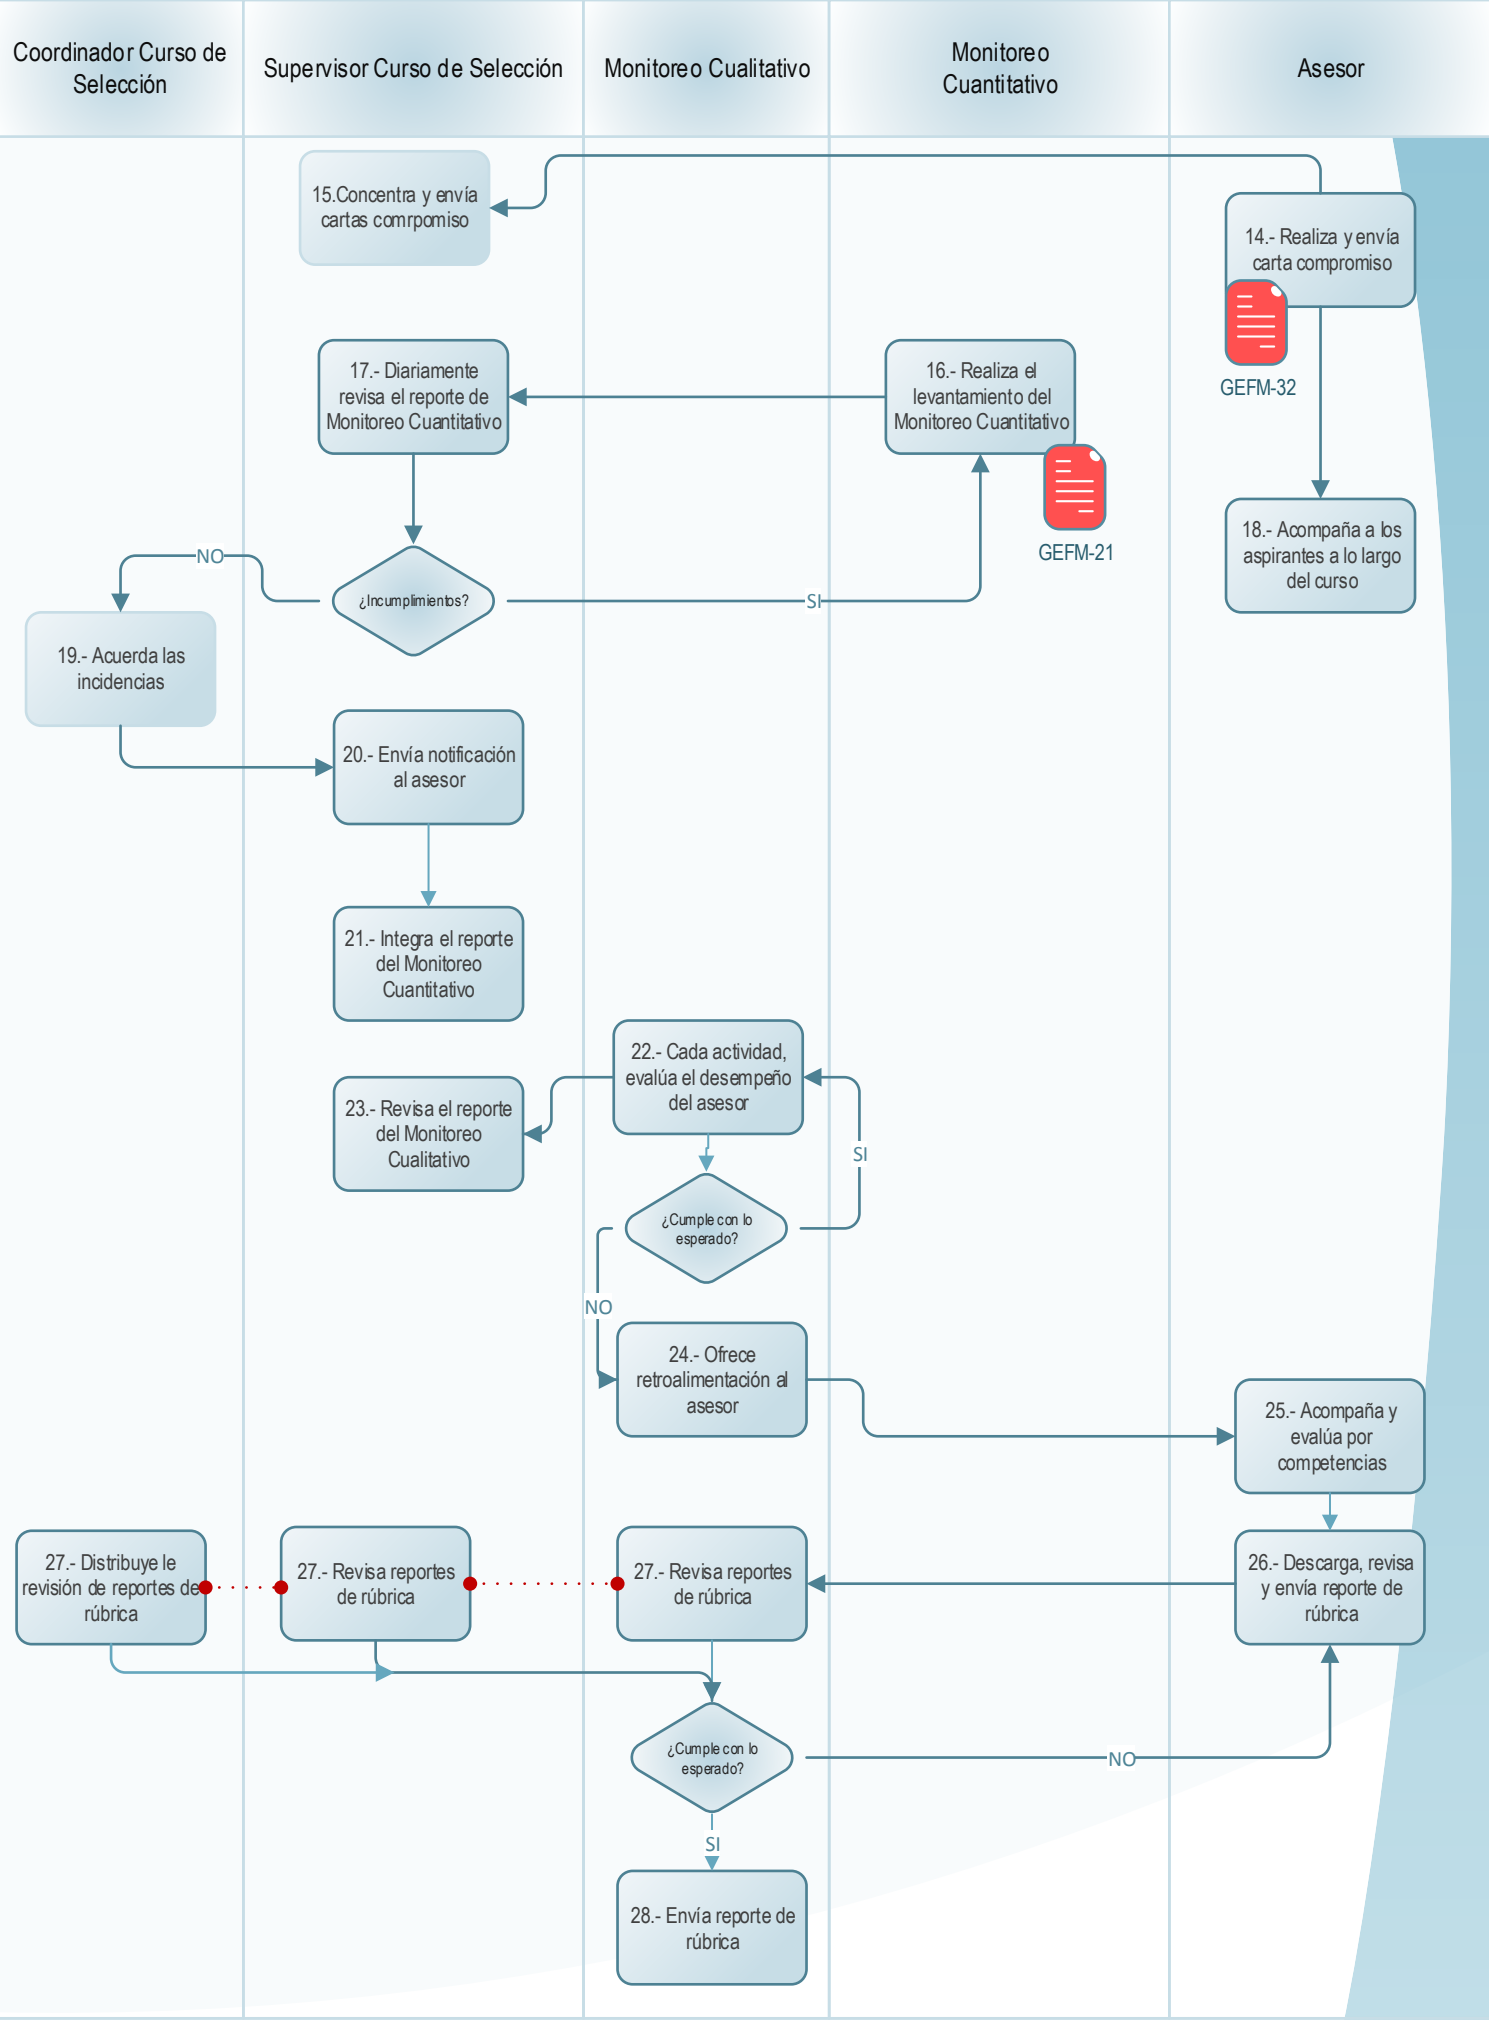 Coordinador Curso de
Selección
Supervisor Curso de Selección
Monitoreo Cualitativo
Monitoreo
Cuantitativo
Asesor
15.Concentra y envía
cartas comrpomiso
14.- Realiza y envía
carta compromiso
GEFM-32
17.- Diariamente
revisa el reporte de
Monitoreo Cuantitativo
16.- Realiza el
levantamiento del
Monitoreo Cuantitativo
GEFM-21
18.- Acompaña a los
aspirantes a lo largo
del curso
NO
¿Incumplimientos?
SI
19.- Acuerda las
incidencias
20.- Envía notificación
al asesor
21.- Integra el reporte
del Monitoreo
Cuantitativo
22.- Cada actividad,
evalúa el desempeño
del asesor
23.- Revisa el reporte
del Monitoreo
Cualitativo
SI
¿Cumple con lo
esperado?
NO
24.- Ofrece
retroalimentación al
asesor
25.- Acompaña y
evalúa por
competencias
27.- Distribuye le
revisión de reportes de
rúbrica
27.- Revisa reportes
de rúbrica
27.- Revisa reportes
de rúbrica
26.- Descarga, revisa
y envía reporte de
rúbrica
¿Cumple con lo
esperado?
NO
SI
28.- Envía reporte de
rúbrica